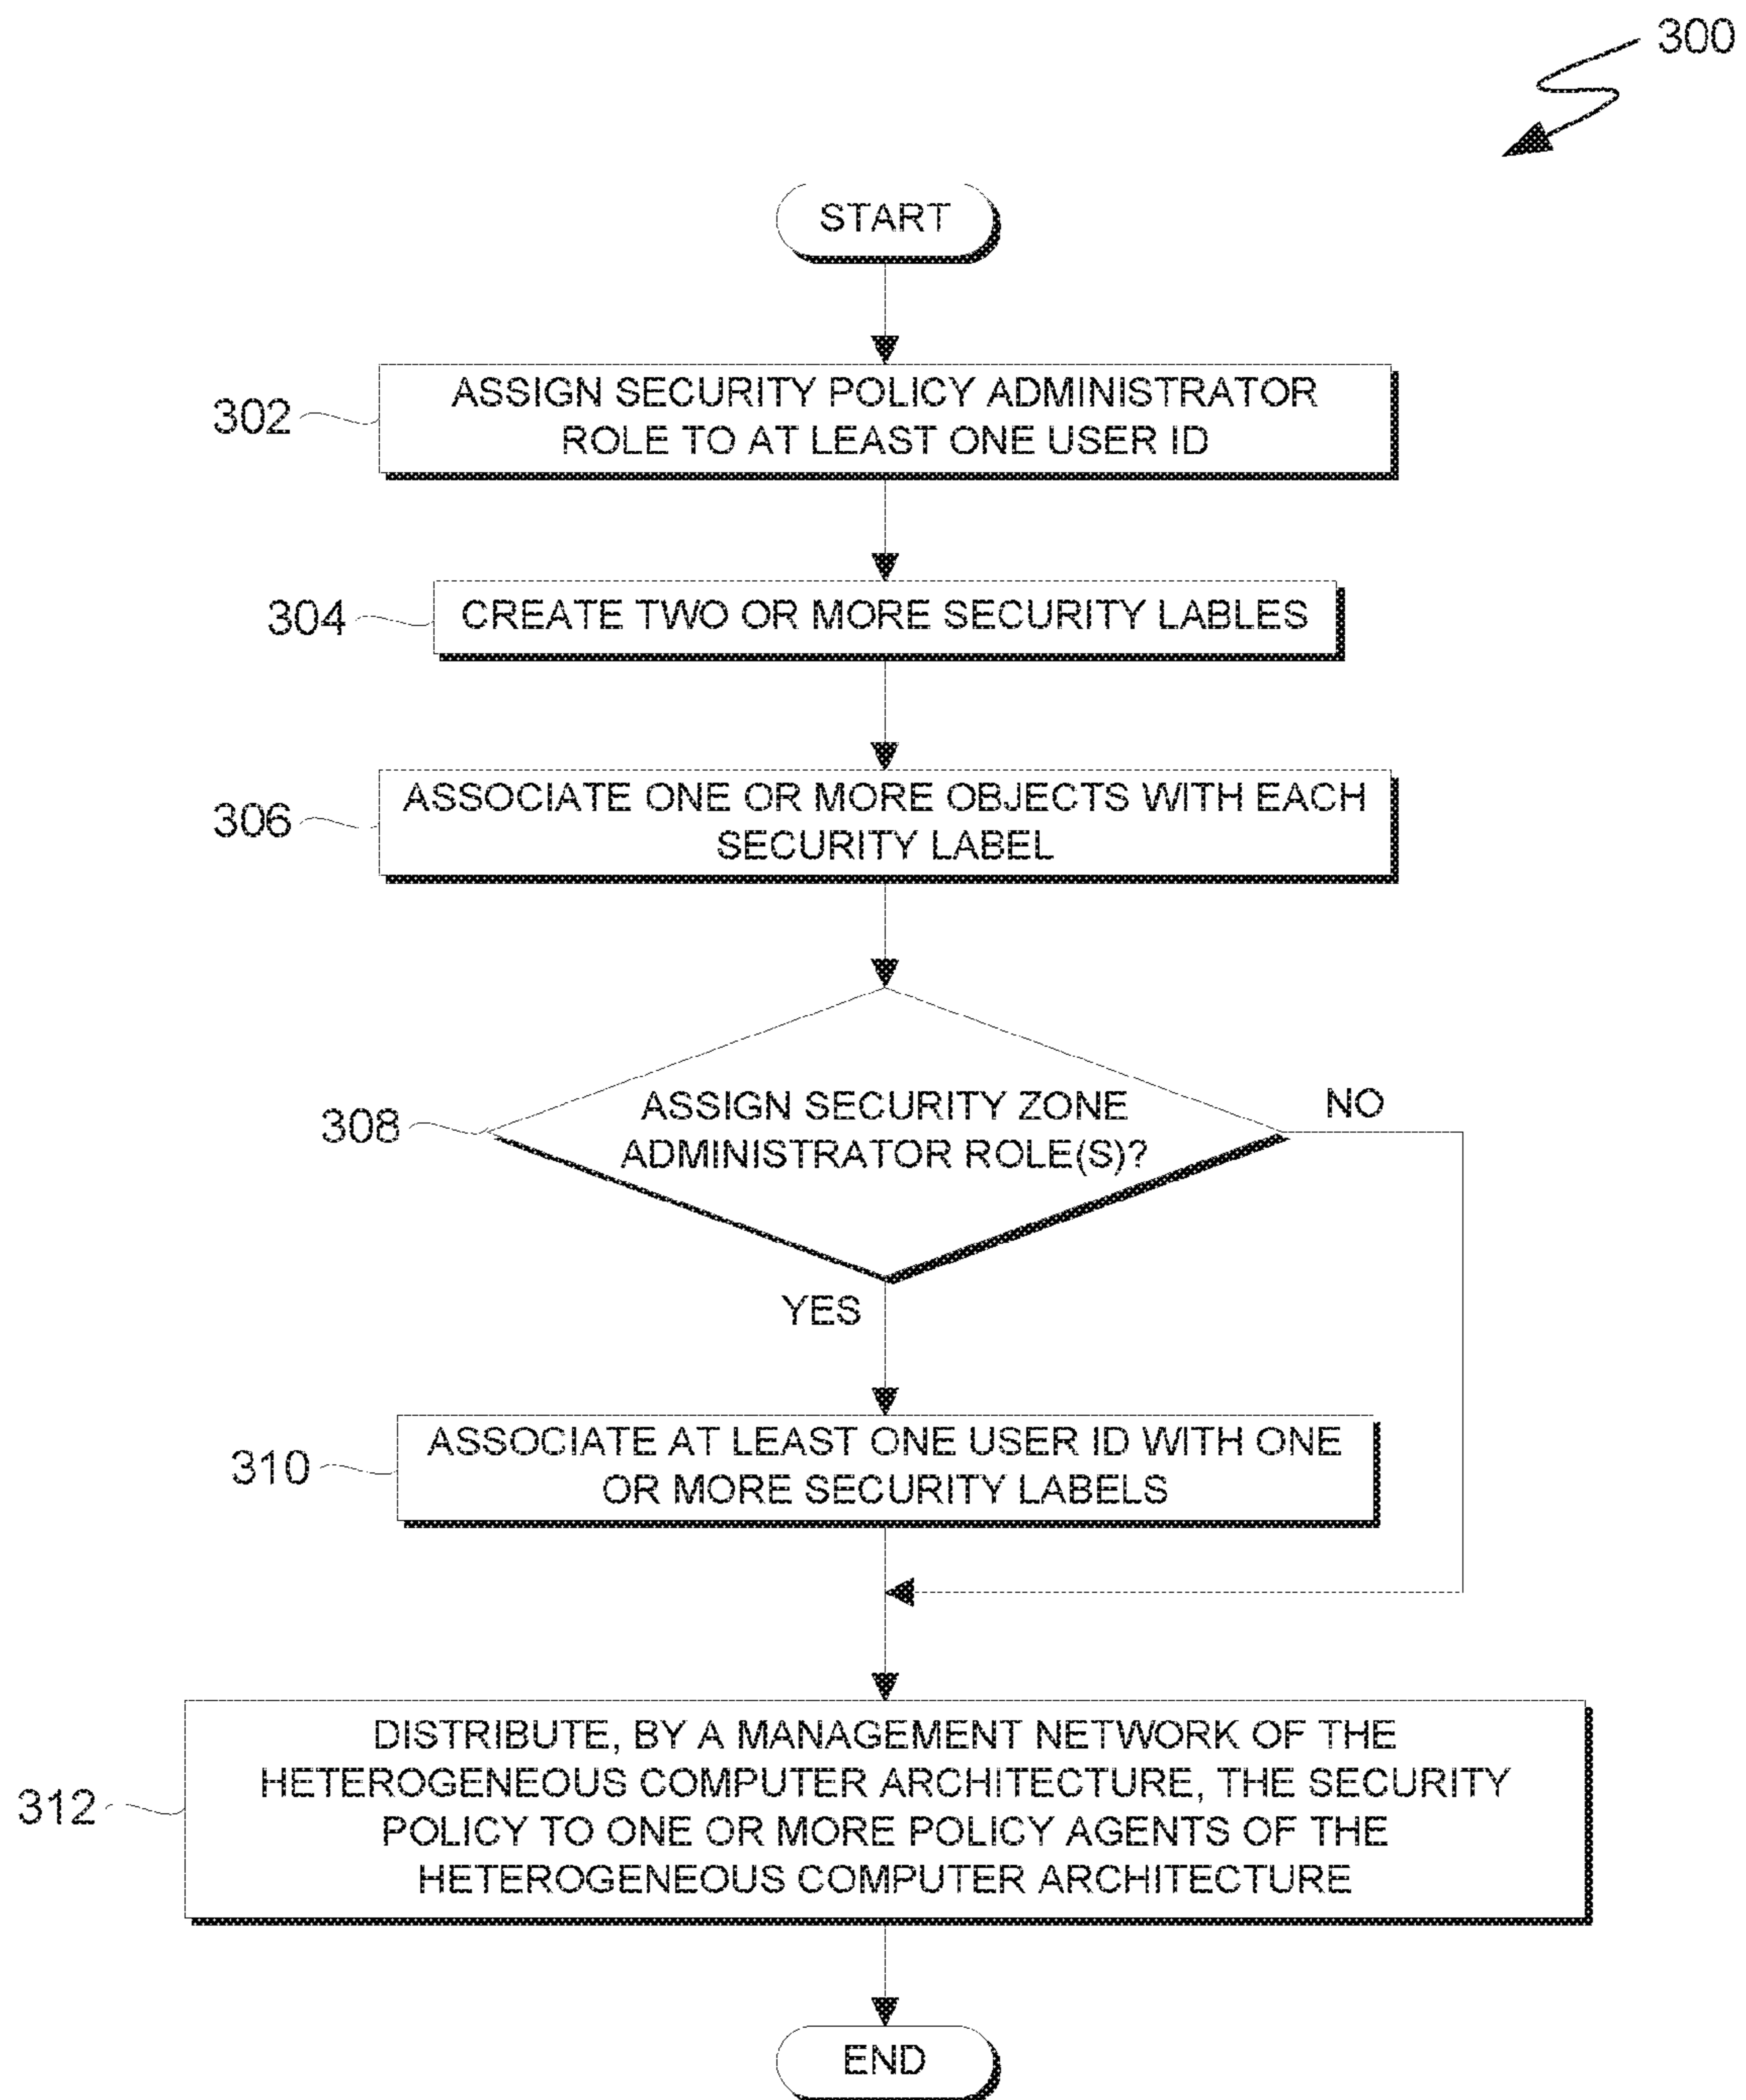 300
START
302
ASSIGN SECURITY POLICY ADMINISTRATOR
ROLE TO AT LEAST ONE USER ID
304
CREATE TWO OR MORE SECURITY LABLES
306
ASSOCIATE ONE OR MORE OBJECTS WITH EACH
SECURITY LABEL
308
ASSIGN SECURITY ZONE
ADMINISTRATOR ROLE(S)?
NO
YES
310
ASSOCIATE AT LEAST ONE USER ID WITH ONE
OR MORE SECURITY LABELS
312
DISTRIBUTE, BY A MANAGEMENT NETWORK OF THE
HETEROGENEOUS COMPUTER ARCHITECTURE, THE SECURITY
POLICY TO ONE OR MORE POLICY AGENTS OF THE
HETEROGENEOUS COMPUTER ARCHITECTURE
END